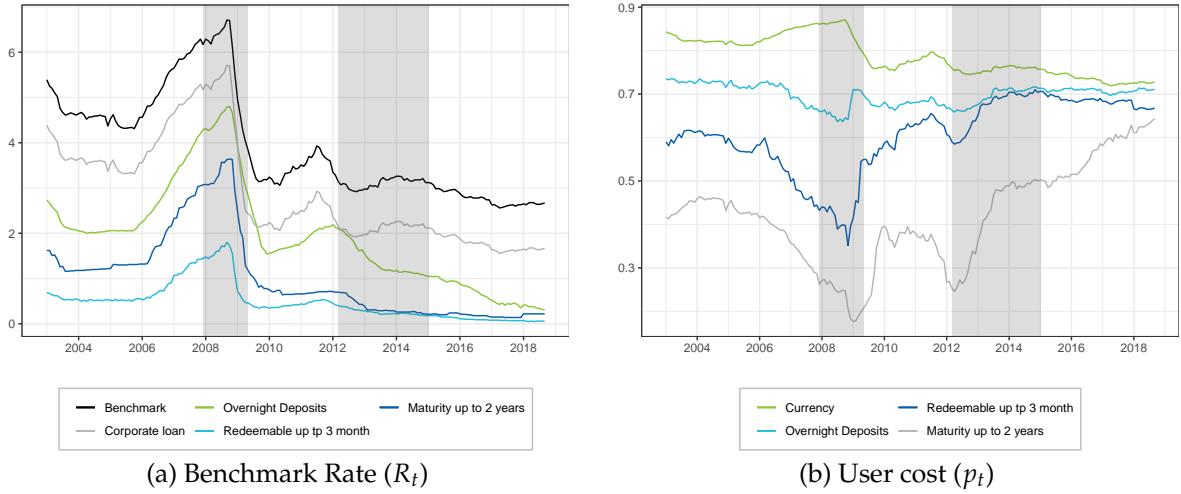 6
4
2
0
2004 2006 2008 2010 2012 2014 2016 2018
Benchmark Overnight Deposits Maturity up to 2 years
Corporate loan Redeemable up tp 3 month
(a) Benchmark Rate (Rt)
0.9
0.7
0.5
0.3
2004 2006 2008 2010 2012 2014 2016 2018
Currency Redeemable up tp 3 month
Overnight Deposits Maturity up to 2 years
(b) User cost (pt)